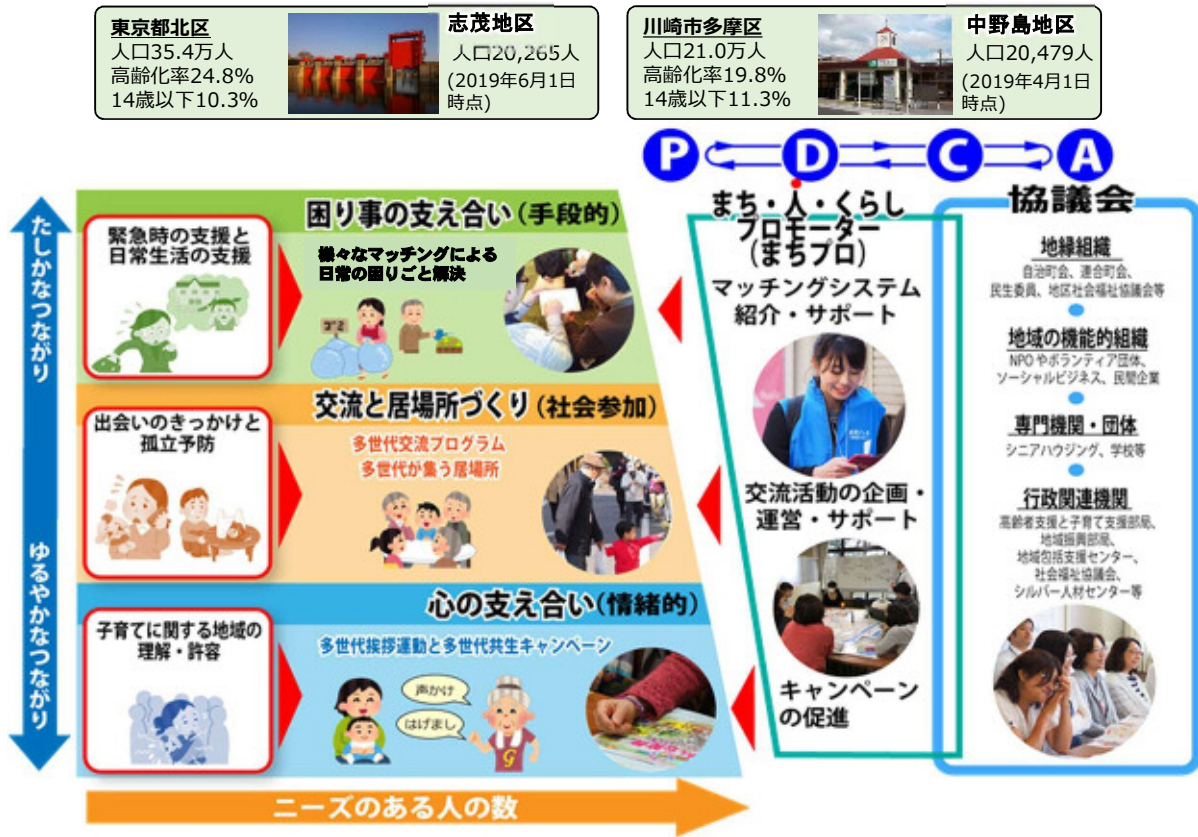 東京都北区
人口35.4万人
高齢化率24.8%
14歳以下10.3%
志茂地区
人口20,265人
(2019年6月1日
時点)
川崎市多摩区
人口21.0万人
高齢化率19.8%
14歳以下11.3%
中野島地区
人口20,479人
(2019年4月1日
時点)
P D C A
たしかなつながり
ゆるやかなつながり
困り事の支え合い(手段的)
緊急時の支援と
日常生活の支援
様々なマッチングによる
日常の困りごと解決
ゴミ
交流と居場所づくり(社会参加)
出会いのきっかけと
孤立予防
多世代交流プログラム
多世代が集う居場所
心の支え合い(情緒的)
子育てに関する地域の
理解・許容
多世代挨拶運動と多世代共生キャンペーン
声かけ
はげまし
G
ニーズのある人の数
まち・人・くらし
プロモーター
(まちプロ)
マッチングシステム
紹介・サポート
交流活動の企画・
運営・サポート
キャンペーン
の促進
協議会
地縁組織
自治町会、連合町会、
民生委員、地区社会福祉協議会等
地域の機能的組織
NPOやボランティア団体、
ソーシャルビジネス、民間企業
専門機関・団体
シニアハウジング、学校等
行政関連機関
高齢者支援と子育て支援部局、
地域振興部局、
地域包括支援センター、
社会福祉協議会、
シルバー人材センター等